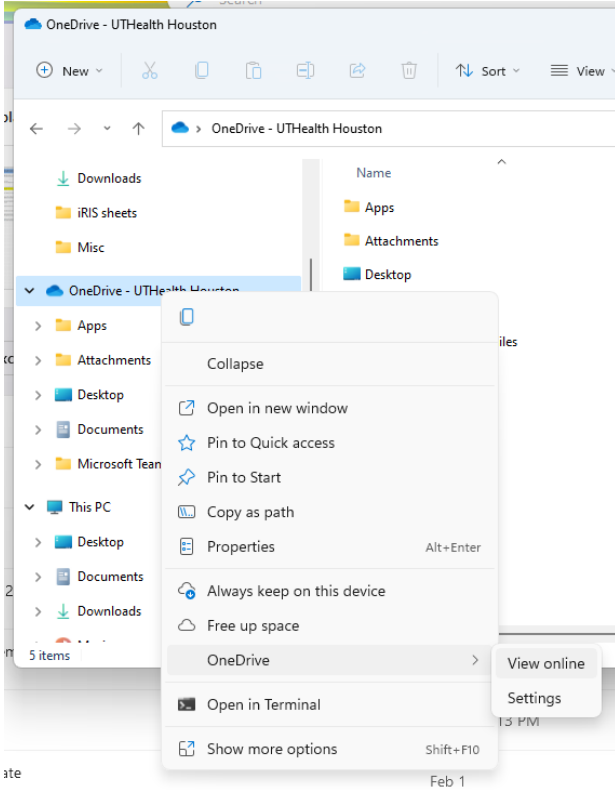 OneDrive - UTHealth Houston
New
Sort
View
OneDrive - UTHealth Houston
Downloads
iRIS sheets
Misc
OneDrive - UTHealth Houston
Apps
Attachments
Desktop
Documents
Microsoft Tean
This PC
Desktop
Documents
Downloads
5 items
Name
Apps
Attachments
Desktop
iles
Collapse
Open in new window
Pin to Quick access
Pin to Start
Copy as path
Properties Alt+Enter
Always keep on this device
Free up space
OneDrive
View online
Settings
Open in Terminal
Show more options Shift+F10
13 PM
ate
Feb 1